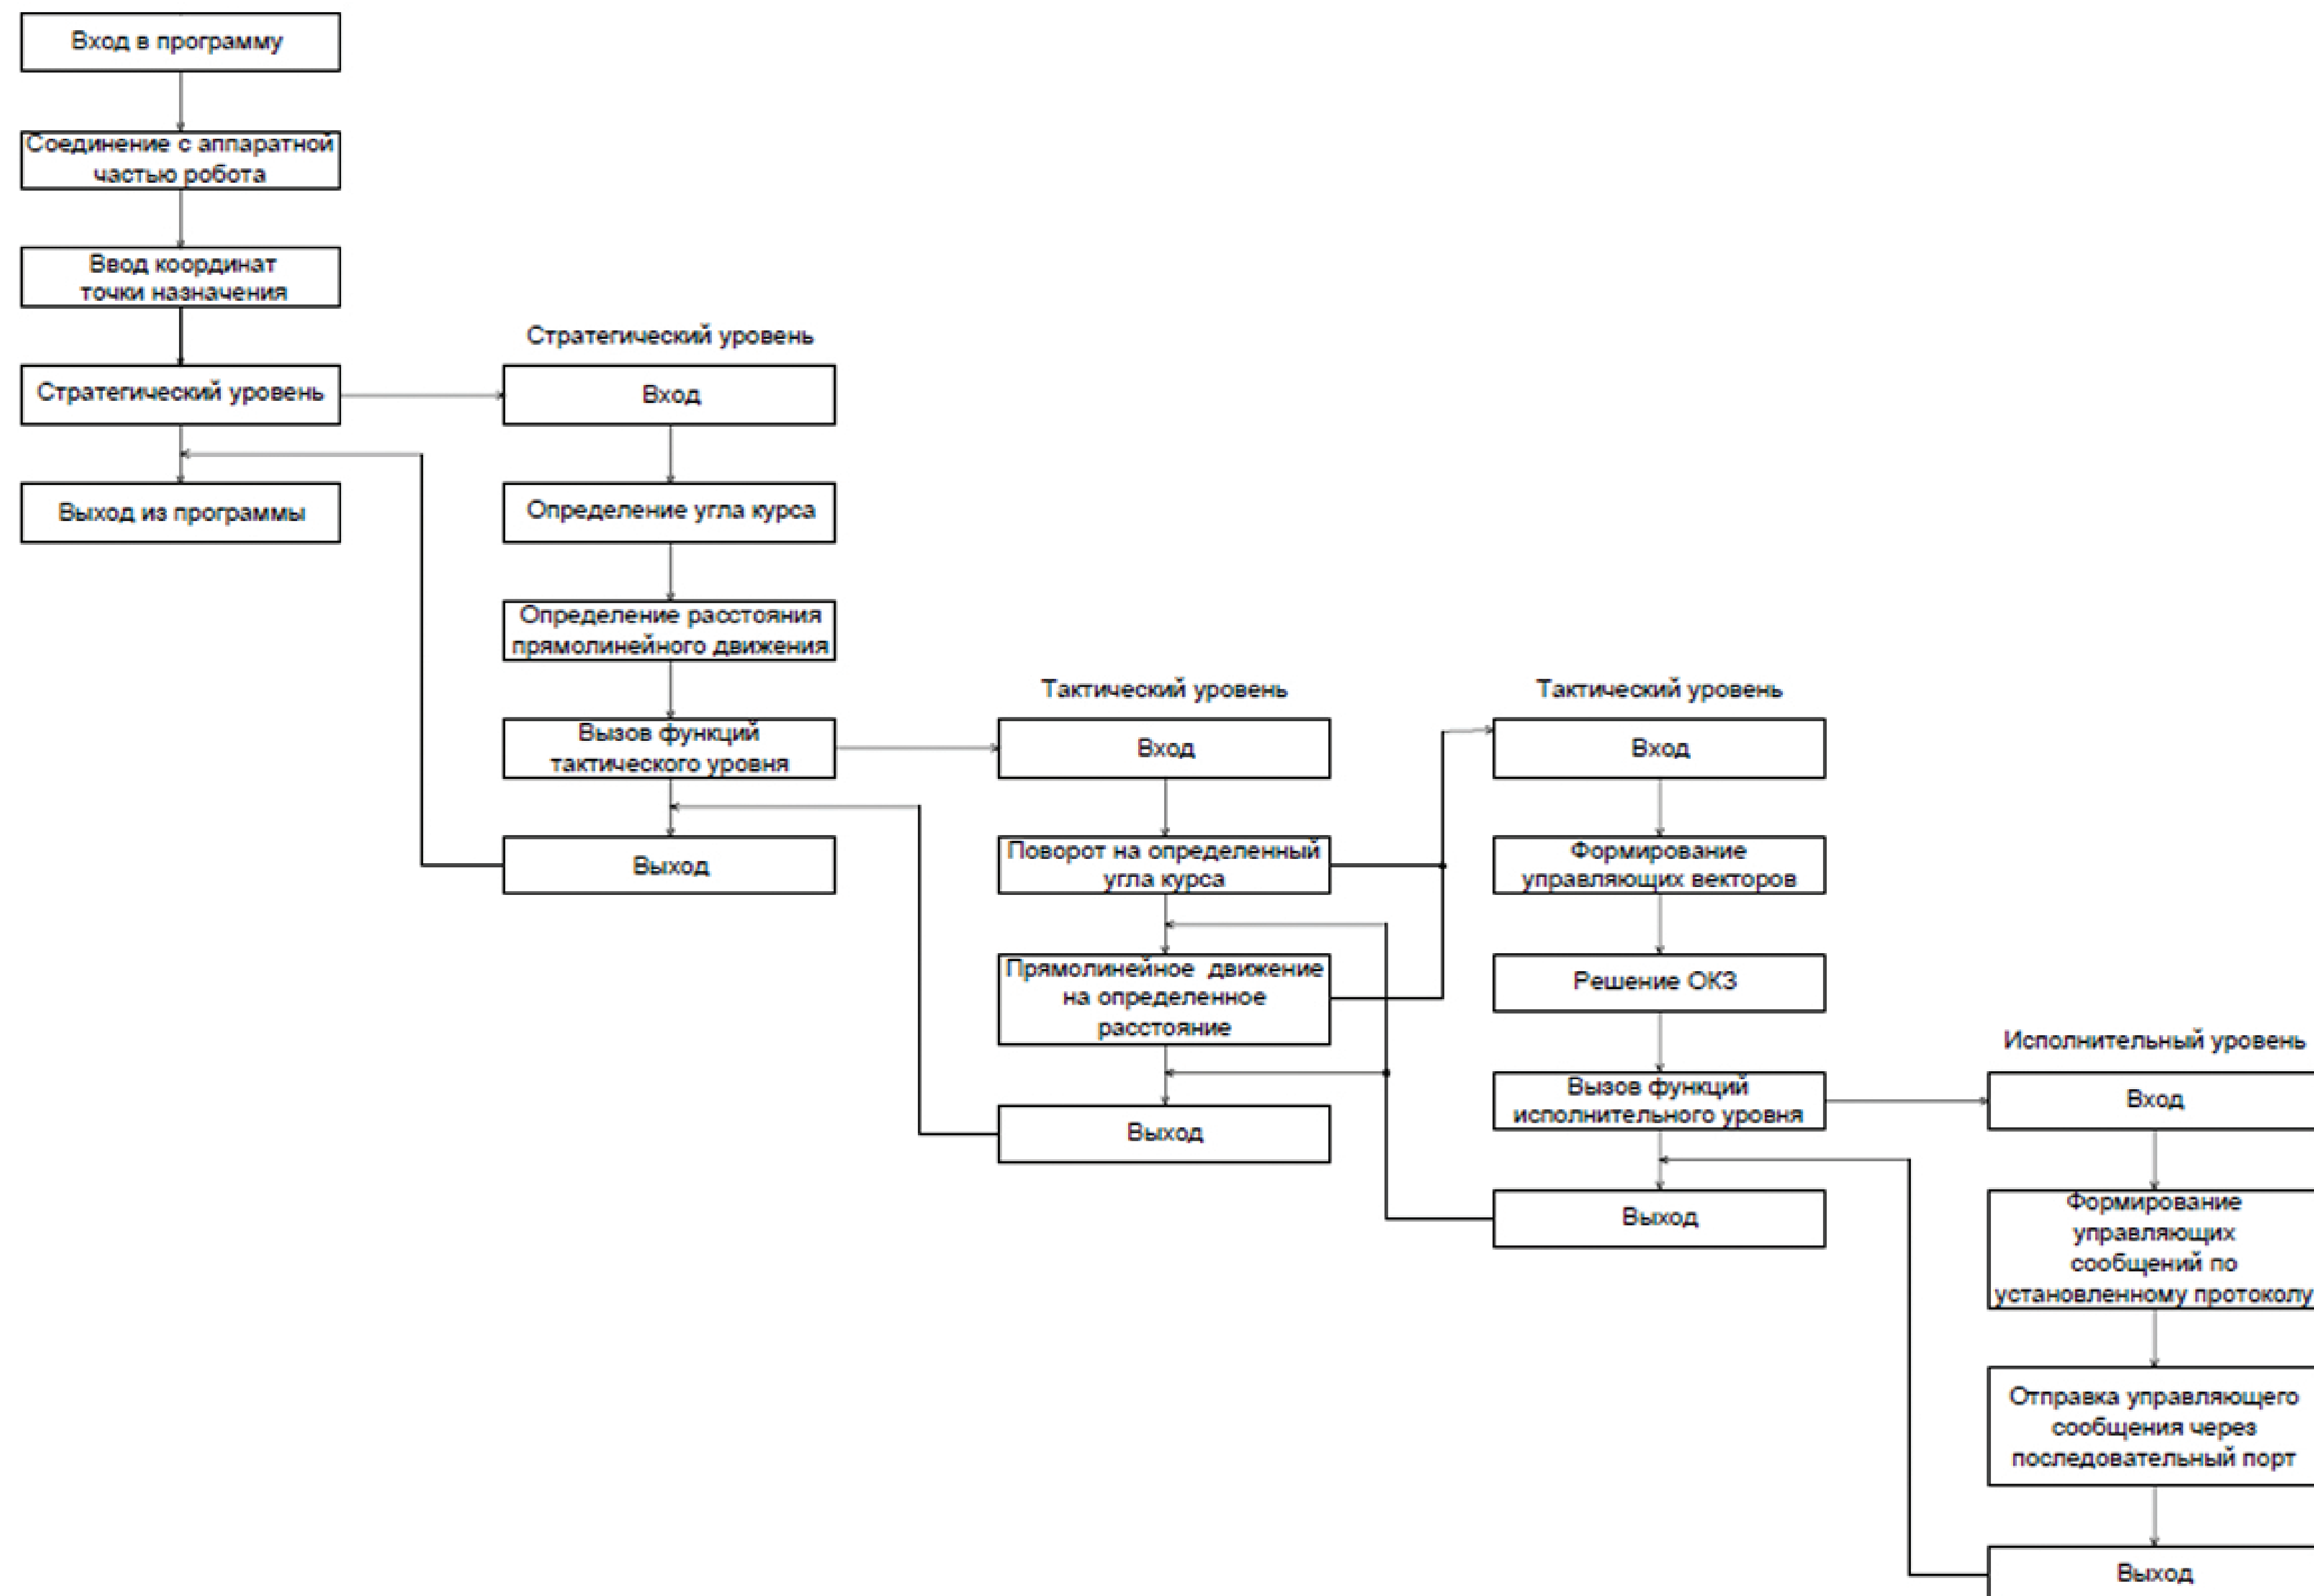 Вход в программу
Соединение с аппаратной
частью робота
Ввод координат
точки назначения
Стратегический уровень
Выход из программы
Стратегический уровень
Вход
Определение угла курса
Определение расстояния
прямолинейного движения
Вызов функций
тактического уровня
Выход
Тактический уровень
Вход
Поворот на определенный
угла курса
Прямолинейное движение
на определенное
расстояние
Выход
Тактический уровень
Вход
Формирование
управляющих векторов
Решение ОКЗ
Вызов функций
исполнительного уровня
Выход
Исполнительный уровень
Вход
Формирование
управляющих
сообщений по
установленному протоколу
Отправка управляющего
сообщения через
последовательный порт
Выход